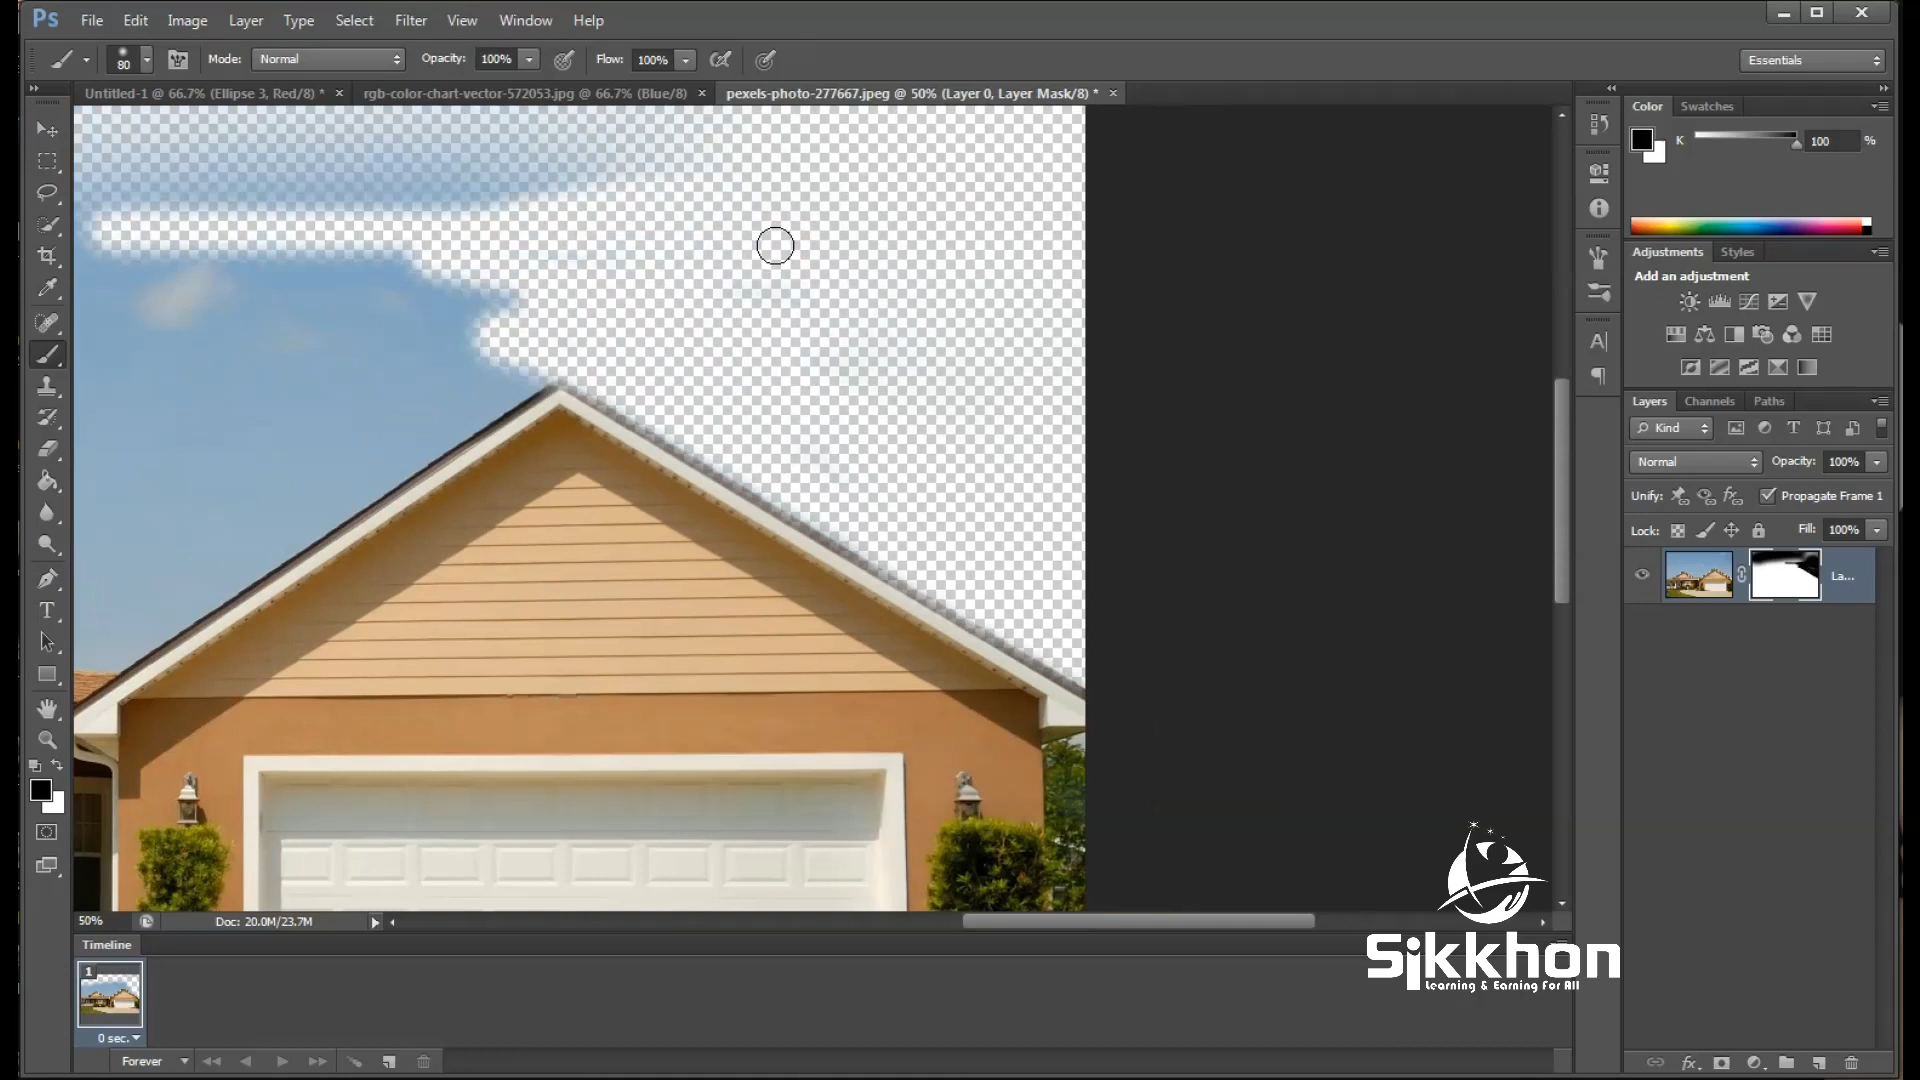 Ps File Edit Image Layer Type Select Filter View Window Help
80 Mode: Normal Opacity: 100% Flow: 100% Essentials
Untitled-1 @ 66.7% (Ellipse 3, Red/8) * × rgb-color-chart-vector-572053.jpg @ 66.7% (Blue/8) × pexels-photo-277667.jpeg @ 50% (Layer 0, Layer Mask/8) * ×
Color Swatches
K 100 %
Adjustments Styles
Add an adjustment
Layers Channels Paths
Kind
Normal Opacity: 100%
Unify: Propagate Frame 1
Lock: Fill: 100%
La...
50% Doc: 20.0M/23.7M
Timeline
1
0 sec.
Forever
Sikkhon
Learning & Earning For All